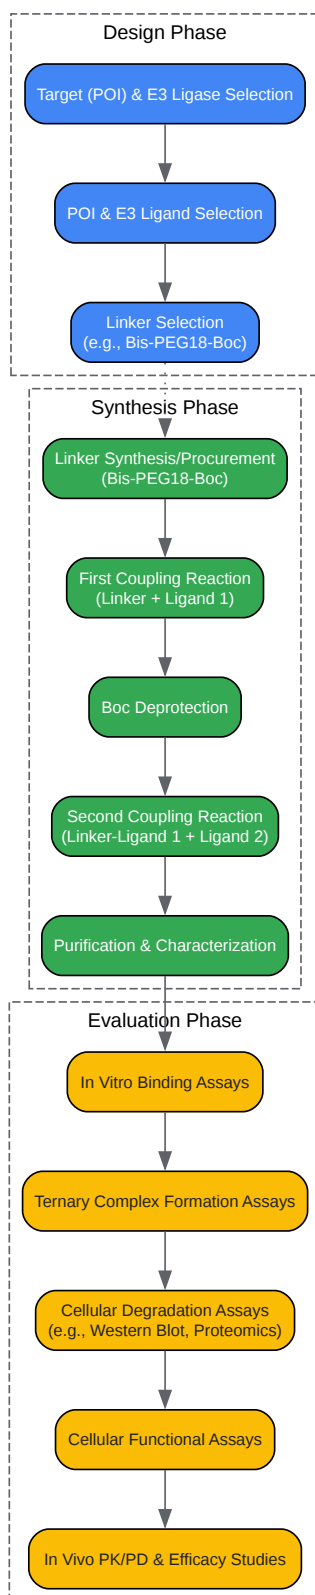 Design Phase
Target (POI) & E3 Ligase Selection
POI & E3 Ligand Selection
Linker Selection
(e.g., Bis-PEG18-Boc)
Synthesis Phase
Linker Synthesis/Procurement
(Bis-PEG18-Boc)
First Coupling Reaction
(Linker + Ligand 1)
Boc Deprotection
Second Coupling Reaction
(Linker-Ligand 1 + Ligand 2)
Purification & Characterization
Evaluation Phase
In Vitro Binding Assays
Ternary Complex Formation Assays
Cellular Degradation Assays
(e.g., Western Blot, Proteomics)
Cellular Functional Assays
In Vivo PK/PD & Efficacy Studies